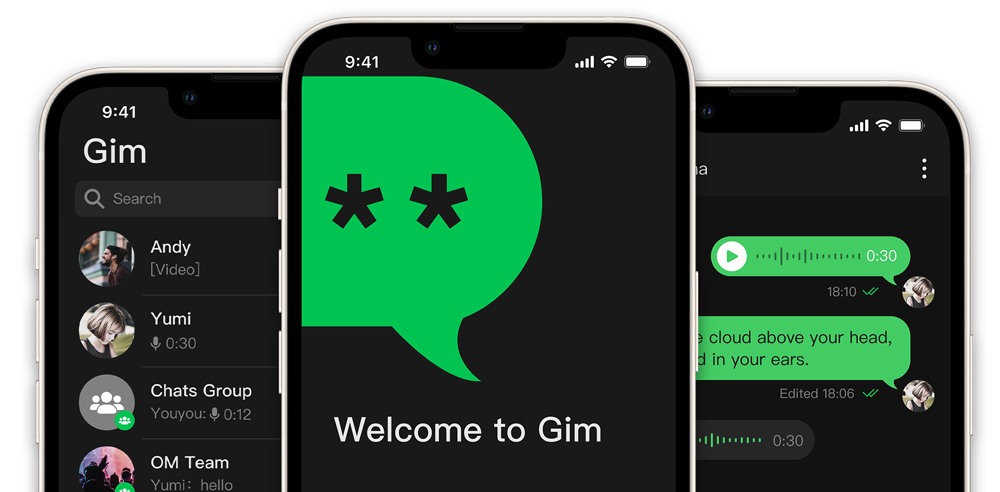 9:41
Gim
Search
Andy
[Video]
Yumi
0:30
Chats Group
Youyou: 0:12
OM Team
Yumi: hello
9:41
**
Welcome to Gim
0:30
18:10
cloud above your head,
in your ears.
Edited 18:06
0:30